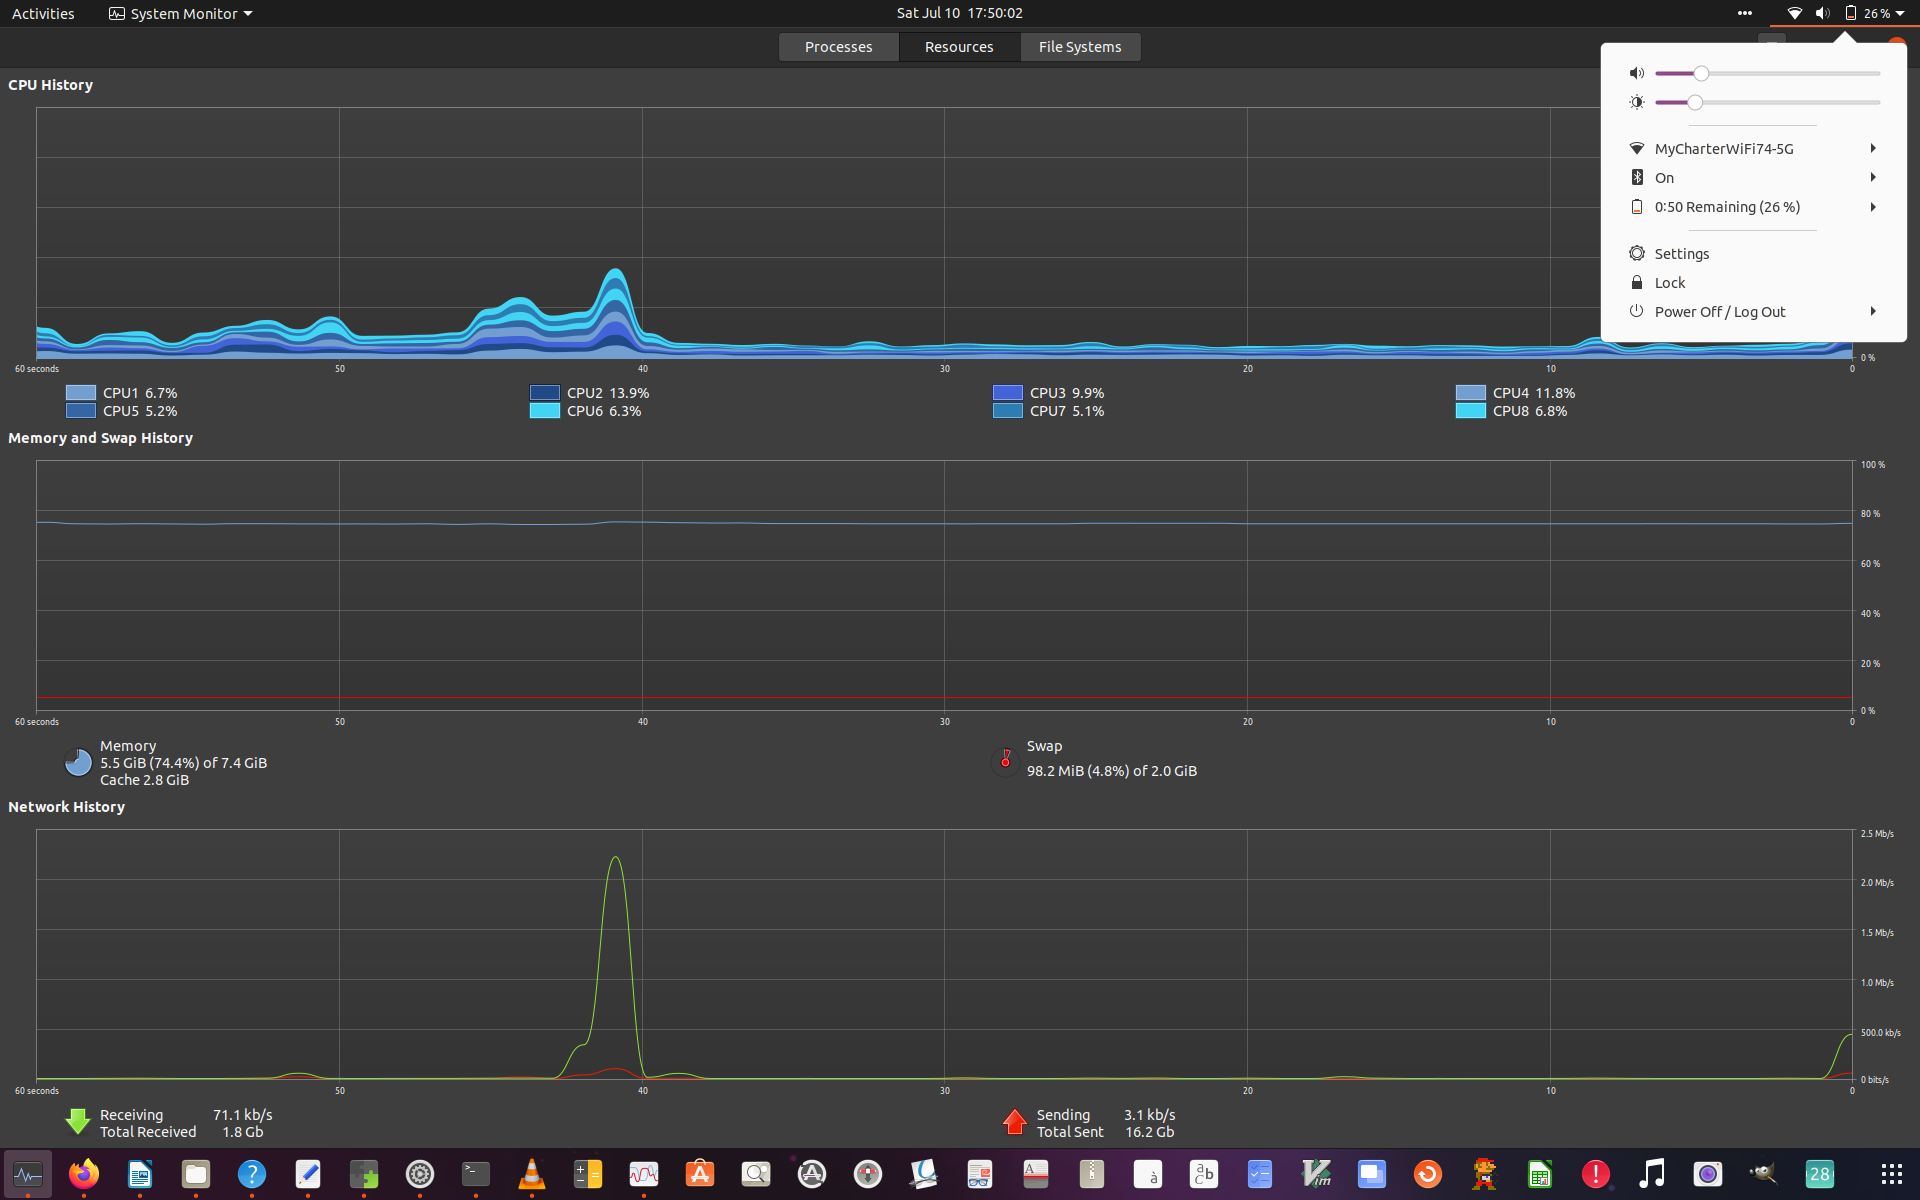 Activities
System Monitor
Sat Jul 10 17:50:02
26 %
Processes
Resources
File Systems
MyCharterWiFi74-5G
On
0:50 Remaining (26 %)
Settings
Lock
Power Off / Log Out
CPU History
0 %
60 seconds 50 40 30 20 10 0
CPU1 6.7% CPU2 13.9% CPU3 9.9% CPU4 11.8%
CPU5 5.2% CPU6 6.3% CPU7 5.1% CPU8 6.8%
Memory and Swap History
100 %
80 %
60 %
40 %
20 %
0 %
60 seconds 50 40 30 20 10 0
Memory
5.5 GiB (74.4%) of 7.4 GiB
Cache 2.8 GiB
Swap
98.2 MiB (4.8%) of 2.0 GiB
Network History
2.5 Mb/s
2.0 Mb/s
1.5 Mb/s
1.0 Mb/s
500.0 kb/s
0 bits/s
60 seconds 50 40 30 20 10 0
Receiving 71.1 kb/s
Total Received 1.8 Gb
Sending 3.1 kb/s
Total Sent 16.2 Gb
?
>_
A
à
a b c
Vim
28